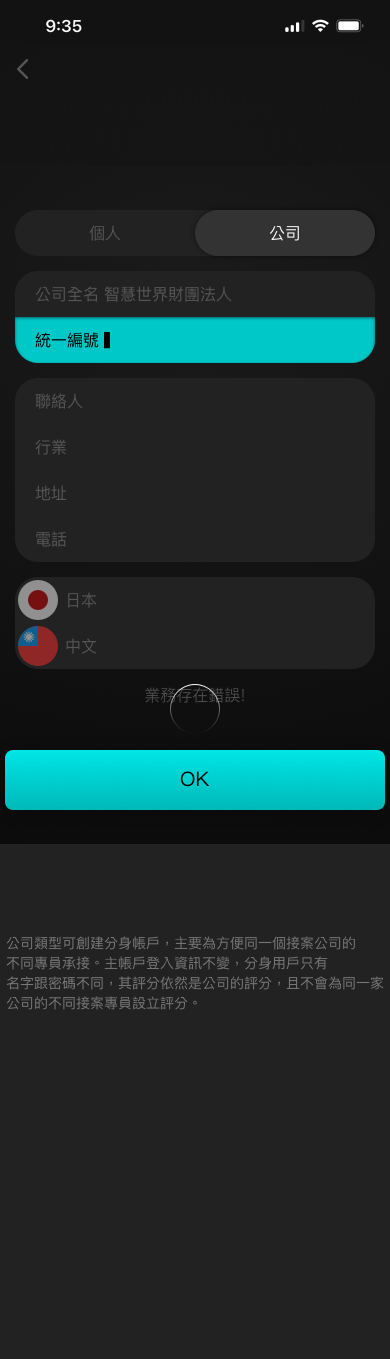 9:35
個人
公司
公司全名 智慧世界財團法人
統一編號
聯絡人
行業
地址
電話
日本
中文
業務存在錯誤!
OK
公司類型可創建分身帳戶，主要為方便同一個接案公司的
不同專員承接。主帳戶登入資訊不變，分身用戶只有
名字跟密碼不同，其評分依然是公司的評分，且不會為同一家
公司的不同接案專員設立評分。